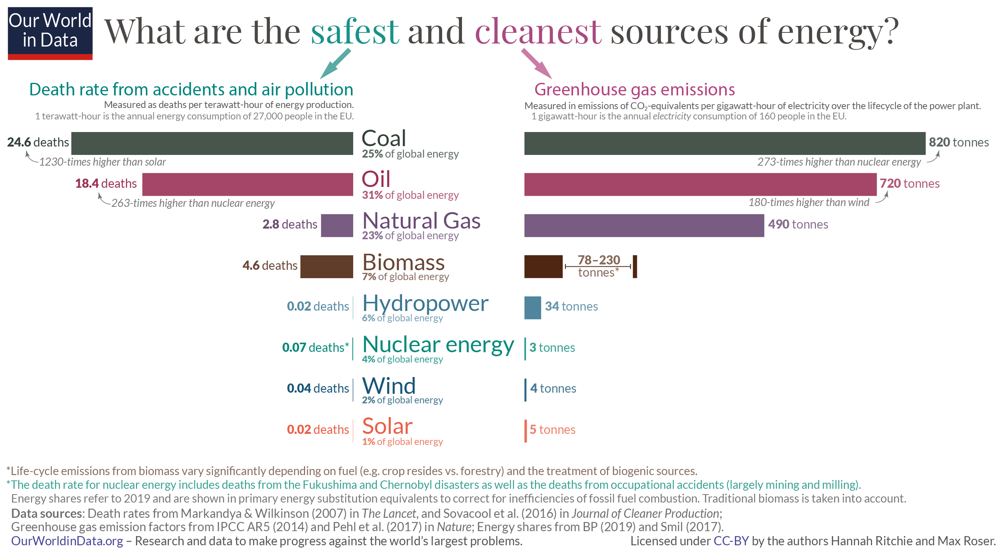 Our World
in Data
What are the safest and cleanest sources of energy?
Death rate from accidents and air pollution
Measured as deaths per terawatt-hour of energy production.
1 terawatt-hour is the annual energy consumption of 27,000 people in the EU.
Greenhouse gas emissions
Measured in emissions of CO₂-equivalents per gigawatt-hour of electricity over the lifecycle of the power plant.
1 gigawatt-hour is the annual electricity consumption of 160 people in the EU.
24.6 deaths
1230-times higher than solar
Coal
25% of global energy
820 tonnes
273-times higher than nuclear energy
18.4 deaths
263-times higher than nuclear energy
Oil
31% of global energy
720 tonnes
180-times higher than wind
2.8 deaths
Natural Gas
23% of global energy
490 tonnes
4.6 deaths
Biomass
7% of global energy
78–230
tonnes*
0.02 deaths
Hydropower
6% of global energy
34 tonnes
0.07 deaths*
Nuclear energy
4% of global energy
3 tonnes
0.04 deaths
Wind
2% of global energy
4 tonnes
0.02 deaths
Solar
1% of global energy
5 tonnes
*Life-cycle emissions from biomass vary significantly depending on fuel (e.g. crop resides vs. forestry) and the treatment of biogenic sources.
*The death rate for nuclear energy includes deaths from the Fukushima and Chernobyl disasters as well as the deaths from occupational accidents (largely mining and milling).
Energy shares refer to 2019 and are shown in primary energy substitution equivalents to correct for inefficiencies of fossil fuel combustion. Traditional biomass is taken into account.
Data sources: Death rates from Markandya & Wilkinson (2007) in The Lancet, and Sovacool et al. (2016) in Journal of Cleaner Production;
Greenhouse gas emission factors from IPCC AR5 (2014) and Pehl et al. (2017) in Nature; Energy shares from BP (2019) and Smil (2017).
OurWorldinData.org – Research and data to make progress against the world's largest problems.
Licensed under CC-BY by the authors Hannah Ritchie and Max Roser.